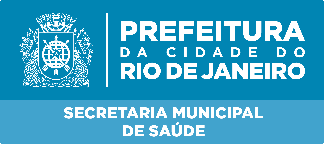 PREFEITURA
DA CIDADE DO
RIO DE JANEIRO
SECRETARIA MUNICIPAL
DE SAÚDE